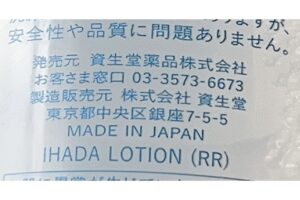 安全性や品質に問題ありません。
発売元 資生堂薬品株式会社
お客さま窓口 03-3573-6673
製造販売元 株式会社 資生堂
東京都中央区銀座7-5-5
MADE IN JAPAN
IHADA LOTION (RR)